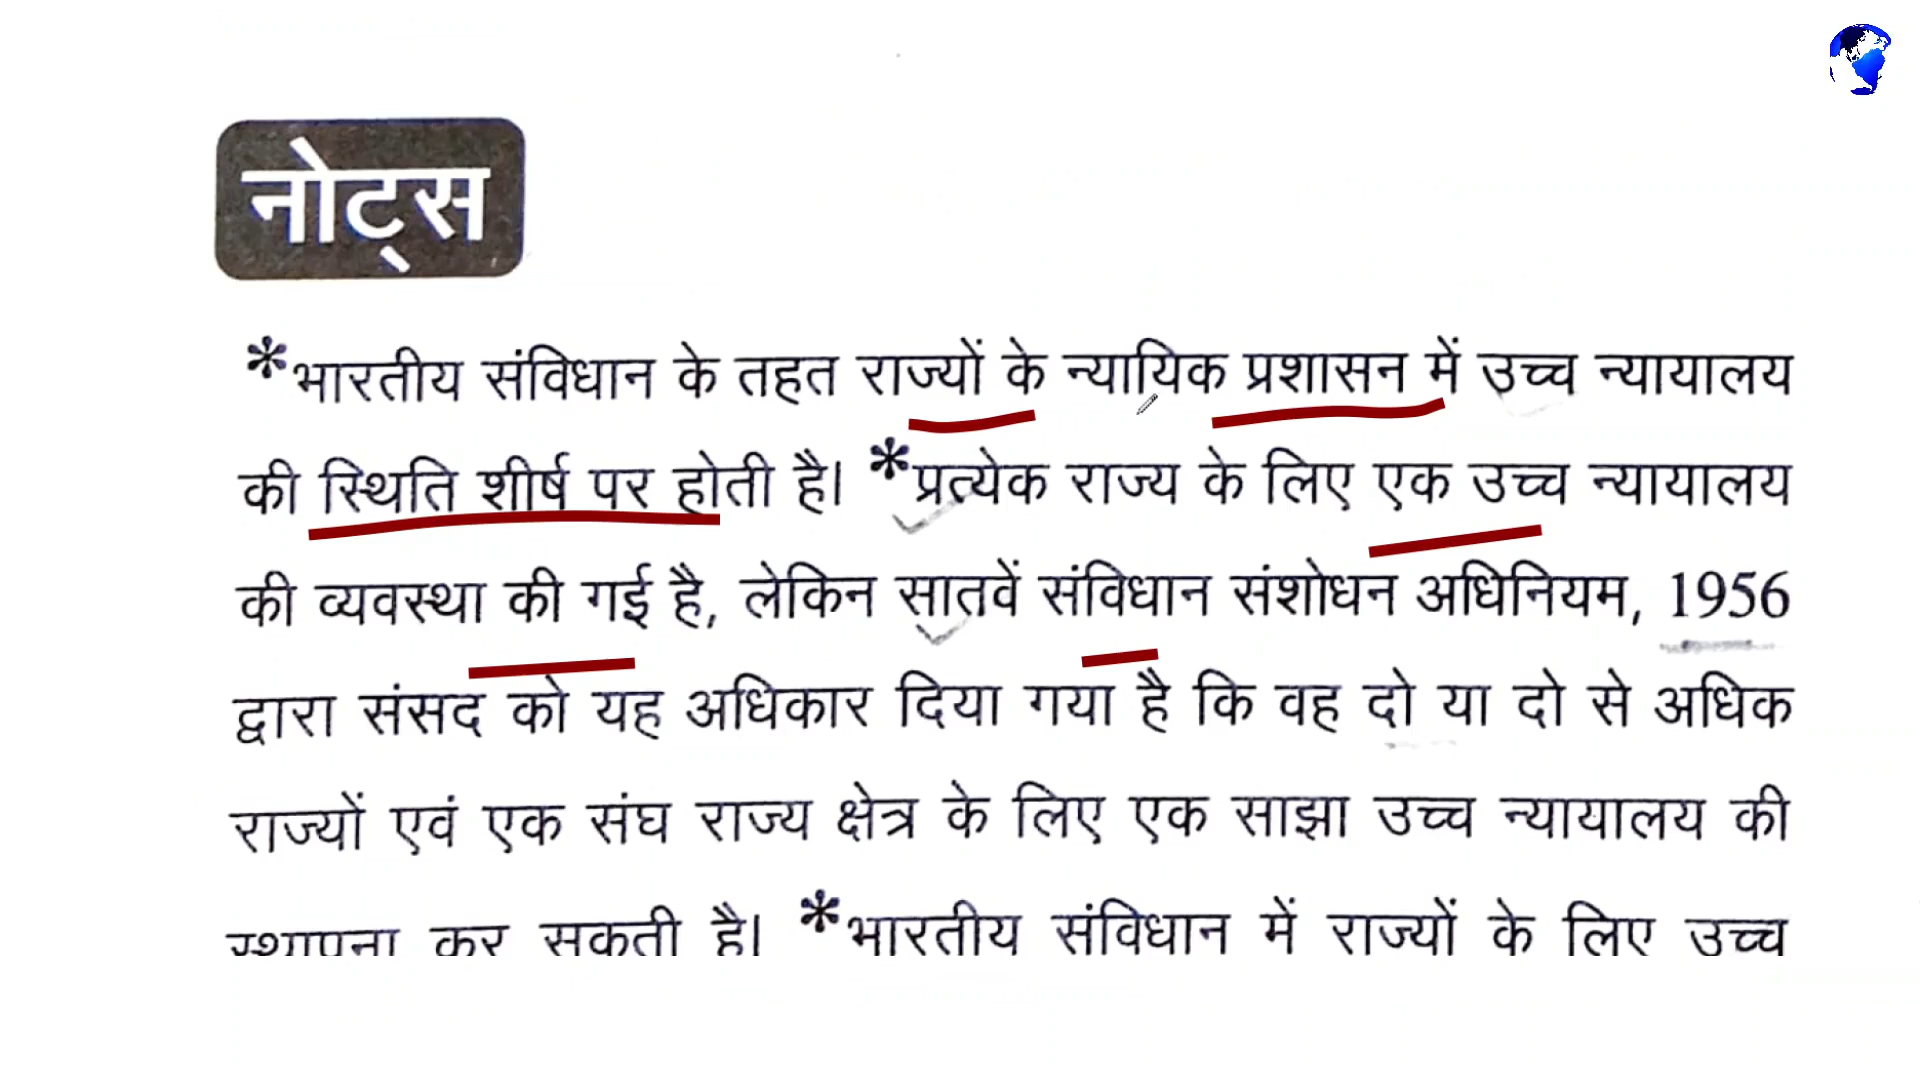 नोट्स
*भारतीय संविधान के तहत राज्यों के न्यायिक प्रशासन में उच्च न्यायालय
की स्थिति शीर्ष पर होती है। *प्रत्येक राज्य के लिए एक उच्च न्यायालय
की व्यवस्था की गई है, लेकिन सातवें संविधान संशोधन अधिनियम, 1956
द्वारा संसद को यह अधिकार दिया गया है कि वह दो या दो से अधिक
राज्यों एवं एक संघ राज्य क्षेत्र के लिए एक साझा उच्च न्यायालय की
स्थापना कर सकती है। *भारतीय संविधान में राज्यों के लिए उच्च